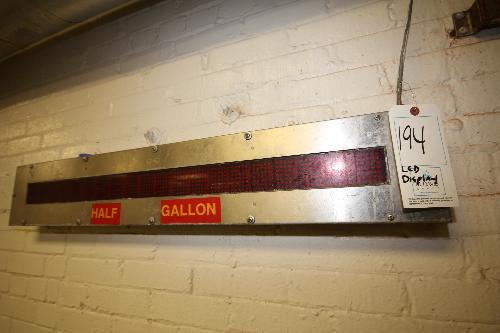 194
LED
Display
HALF GALLON